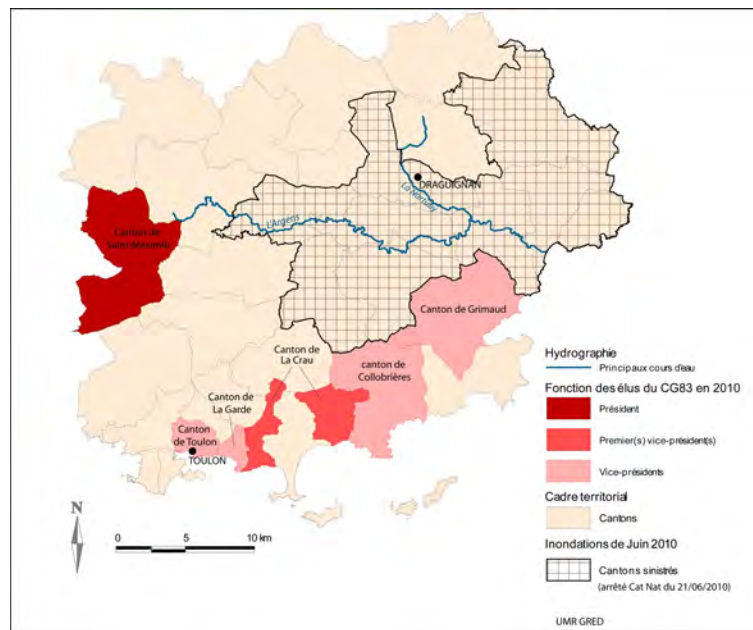 DRAGUIGNAN
La Nartuby
L'Argens
Canton de
Saint-Maximin
Canton de Grimaud
Canton de
La Crau
canton de
Collobrières
Canton de
La Garde
Canton
de Toulon
TOULON
N
0 5 10 km
Hydrographie
Principaux cours d'eau
Fonction des élus du CG83 en 2010
Président
Premier(s) vice-président(s)
Vice-présidents
Cadre territorial
Cantons
Inondations de Juin 2010
Cantons sinistrés
(arrêté Cat Nat du 21/06/2010)
UMR GRED